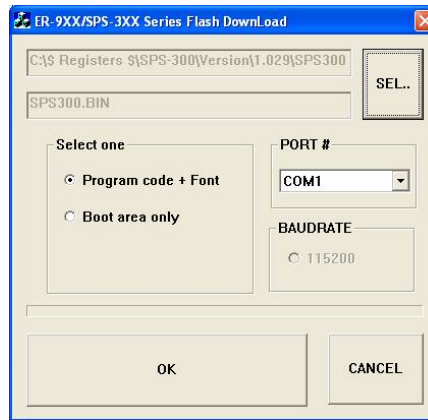 ER-9XX/SPS-3XX Series Flash DownLoad
C:\$ Registers $\SPS-300\Version\1.029\SPS300
SEL..
SPS300.BIN
Select one
Program code + Font
Boot area only
PORT #
COM1
BAUDRATE
115200
OK
CANCEL